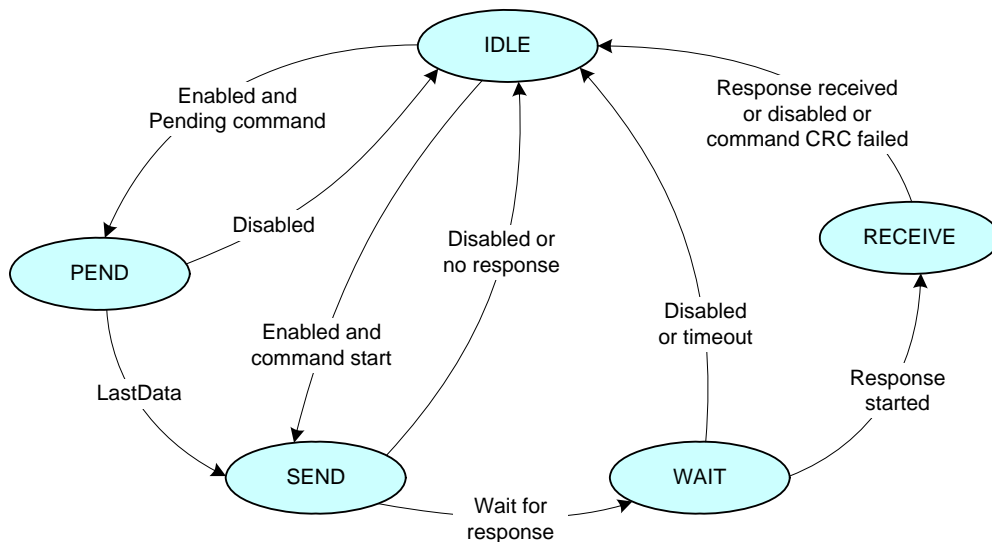 IDLE
Enabled and
Pending command
Response received
or disabled or
command CRC failed
Disabled
Disabled or
no response
RECEIVE
PEND
Enabled and
command start
Disabled
or timeout
LastData
Response
started
SEND
WAIT
Wait for
response